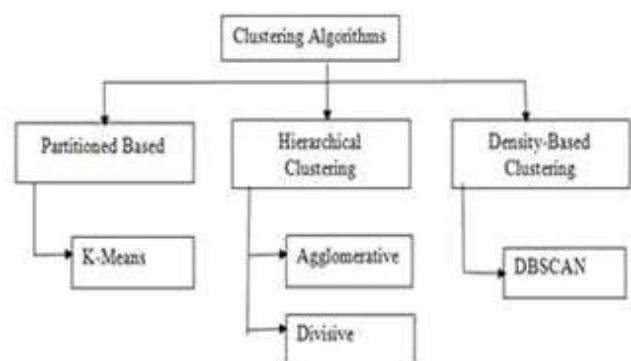 Clustering Algorithms
Partitioned Based
Hierarchical
Clustering
Density-Based
Clustering
K-Means
Agglomerative
DBSCAN
Divisive